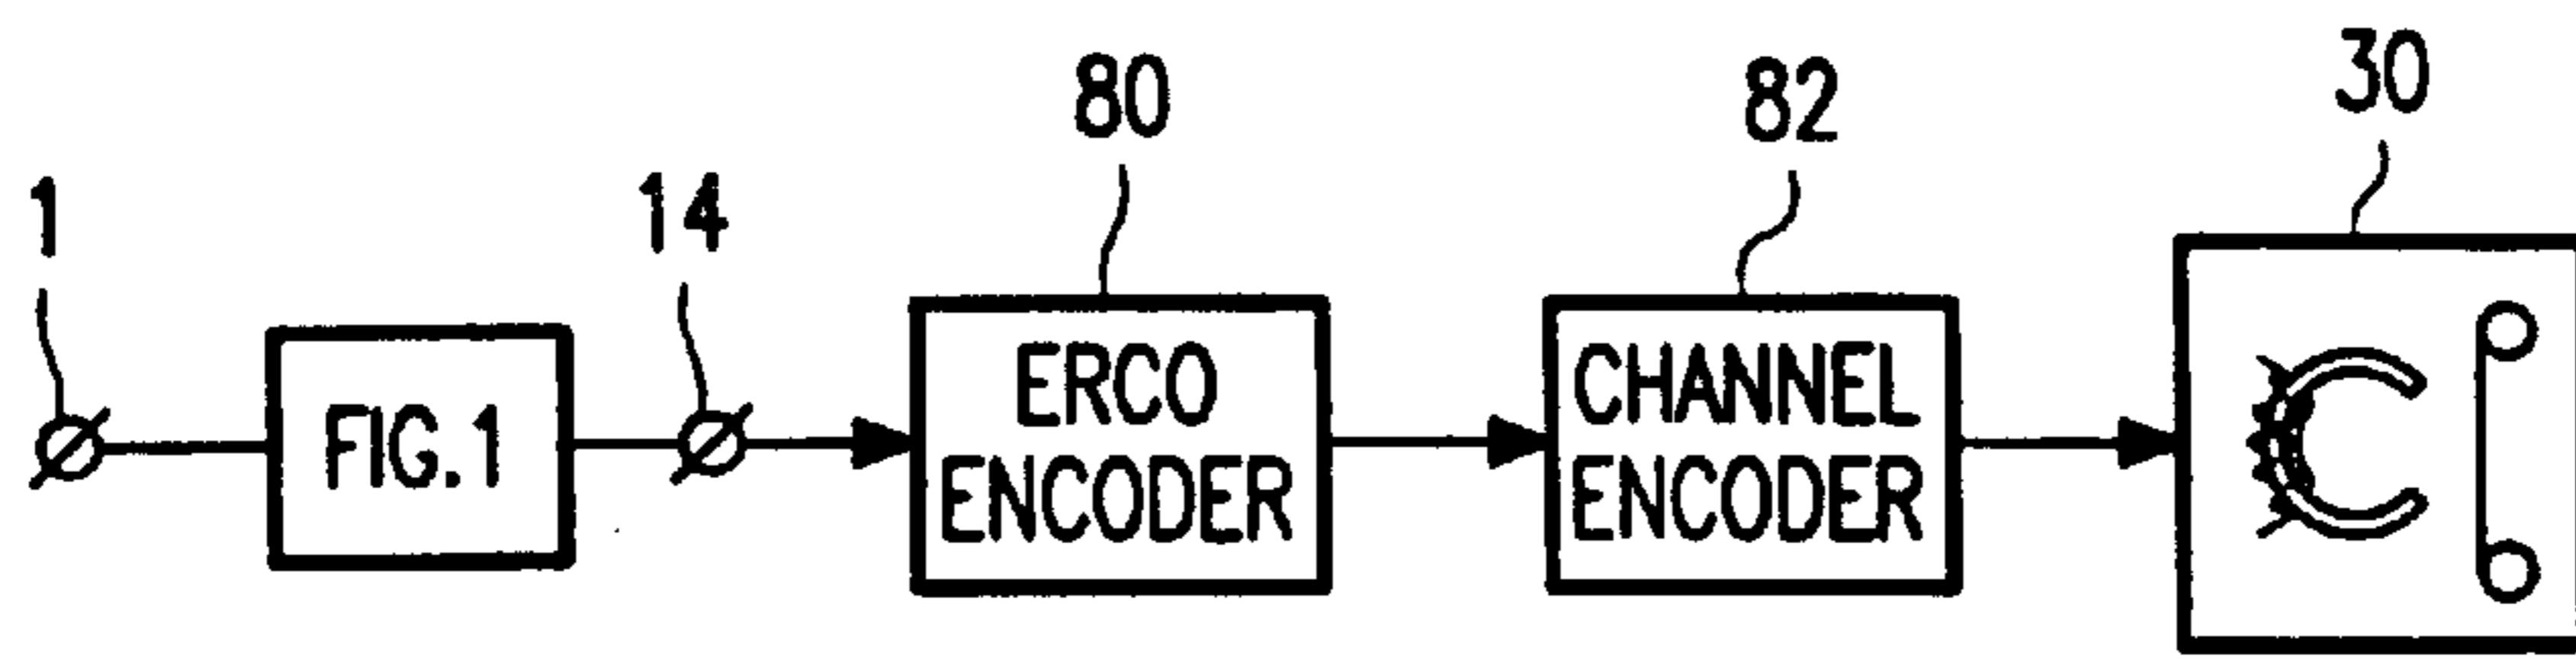 1
14
80
82
30
FIG.1
ERCO
ENCODER
CHANNEL
ENCODER